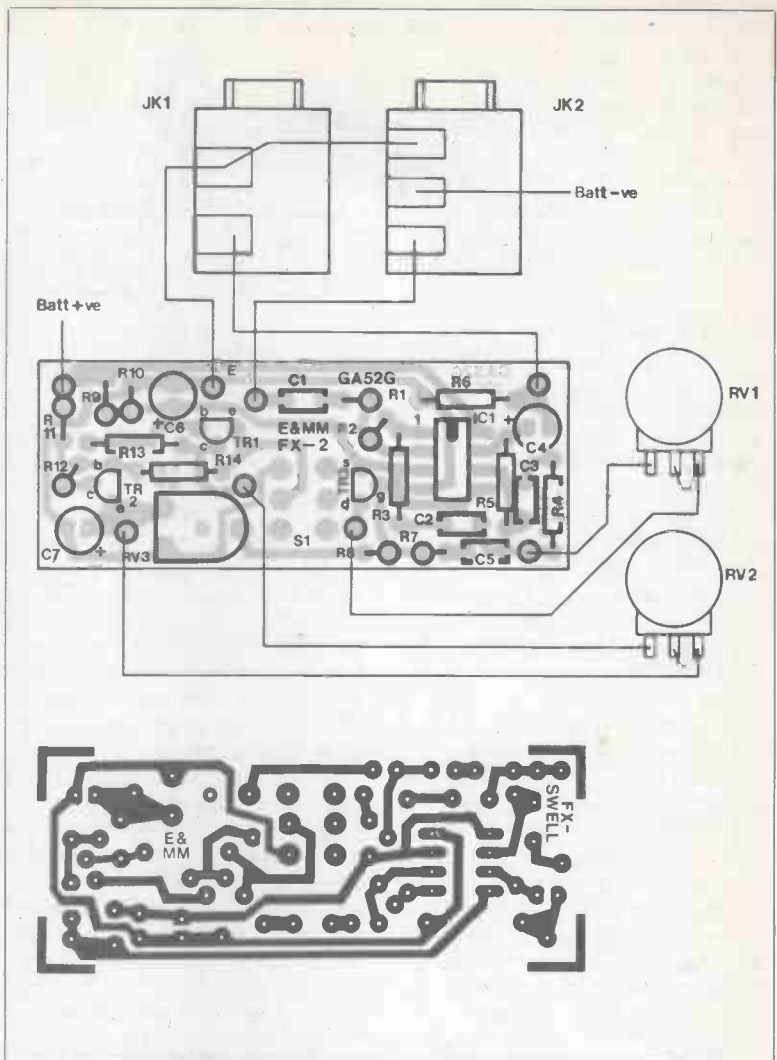 JK1
JK2
Batt -ve
Batt +ve
R10
E
C1
GA52G
R1
R6
RV1
R9
b
e
1
IC1
+
R11
+C6
TR1
E&MM
FX-2
R2
C4
R13
c
C3
R12
b
R14
s
TR2
c
e
d
g
R5
R4
C2
R3
C7
+
RV3
S1
R8
R7
C5
RV2
E&
MM
FX-
SWELL